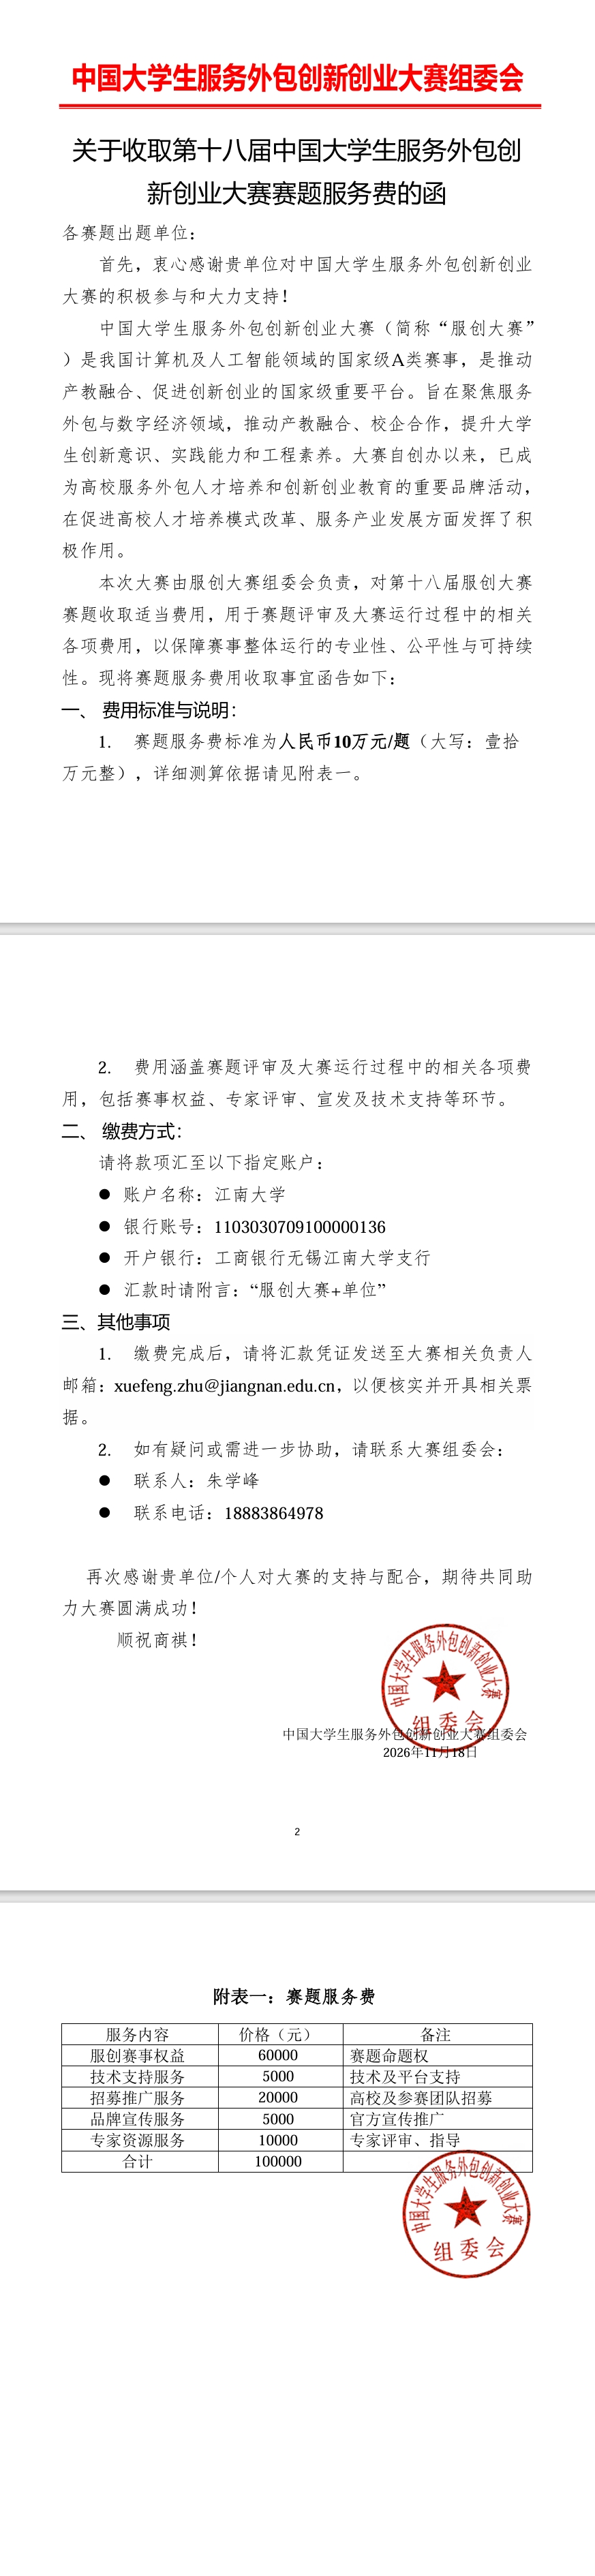 中国大学生服务外包创新创业大赛组委会
关于收取第十八届中国大学生服务外包创
新创业大赛赛题服务费的函
各赛题出题单位：
首先，衷心感谢贵单位对中国大学生服务外包创新创业
大赛的积极参与和大力支持！
中国大学生服务外包创新创业大赛（简称“服创大赛”
）是我国计算机及人工智能领域的国家级A类赛事，是推动
产教融合、促进创新创业的国家级重要平台。旨在聚焦服务
外包与数字经济领域，推动产教融合、校企合作，提升大学
生创新意识、实践能力和工程素养。大赛自创办以来，已成
为高校服务外包人才培养和创新创业教育的重要品牌活动，
在促进高校人才培养模式改革、服务产业发展方面发挥了积
极作用。
本次大赛由服创大赛组委会负责，对第十八届服创大赛
赛题收取适当费用，用于赛题评审及大赛运行过程中的相关
各项费用，以保障赛事整体运行的专业性、公平性与可持续
性。现将赛题服务费用收取事宜函告如下：
一、 费用标准与说明：
1. 赛题服务费标准为人民币10万元/题（大写：壹拾
万元整），详细测算依据请见附表一。
2. 费用涵盖赛题评审及大赛运行过程中的相关各项费
用，包括赛事权益、专家评审、宣发及技术支持等环节。
二、 缴费方式：
请将款项汇至以下指定账户：
● 账户名称：江南大学
● 银行账号：1103030709100000136
● 开户银行：工商银行无锡江南大学支行
● 汇款时请附言：“服创大赛+单位”
三、其他事项
1. 缴费完成后，请将汇款凭证发送至大赛相关负责人
邮箱：xuefeng.zhu@jiangnan.edu.cn，以便核实并开具相关票
据。
2. 如有疑问或需进一步协助，请联系大赛组委会：
● 联系人：朱学峰
● 联系电话：18883864978
再次感谢贵单位/个人对大赛的支持与配合，期待共同助
力大赛圆满成功！
顺祝商祺！
中国大学生服务外包创新创业大赛
组委会
中国大学生服务外包创新创业大赛组委会
2026年11月18日
2
附表一：赛题服务费
服务内容 价格（元） 备注
服创赛事权益 60000 赛题命题权
技术支持服务 5000 技术及平台支持
招募推广服务 20000 高校及参赛团队招募
品牌宣传服务 5000 官方宣传推广
专家资源服务 10000 专家评审、指导
合计 100000
中国大学生服务外包创新创业大赛
组委会